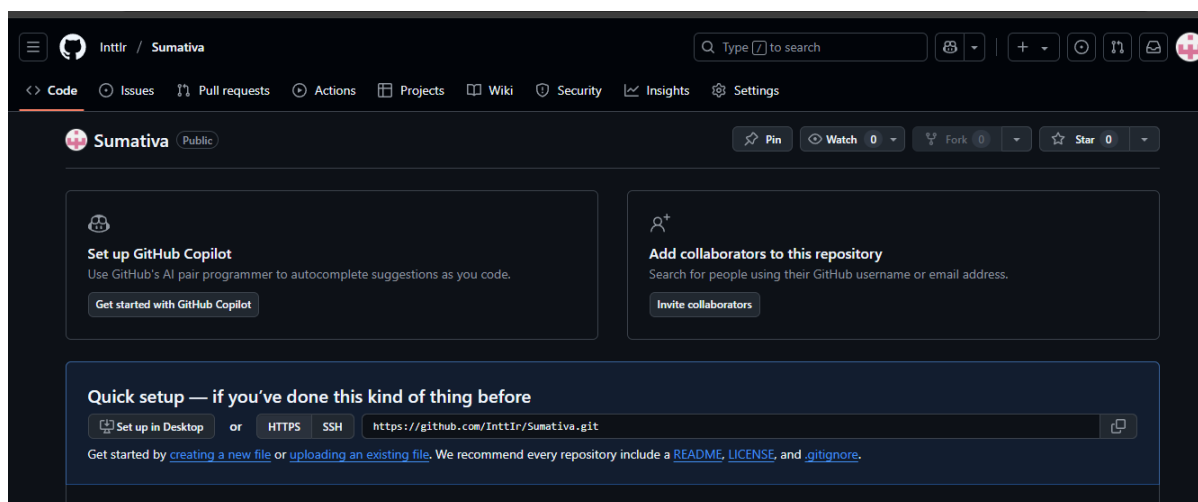 InttIr / Sumativa
Type / to search
Code Issues Pull requests Actions Projects Wiki Security Insights Settings
Sumativa Public
Pin Watch 0 Fork 0 Star 0
Set up GitHub Copilot
Use GitHub's AI pair programmer to autocomplete suggestions as you code.
Get started with GitHub Copilot
Add collaborators to this repository
Search for people using their GitHub username or email address.
Invite collaborators
Quick setup — if you've done this kind of thing before
Set up in Desktop or HTTPS SSH https://github.com/InttIr/Sumativa.git
Get started by creating a new file or uploading an existing file. We recommend every repository include a README, LICENSE, and .gitignore.